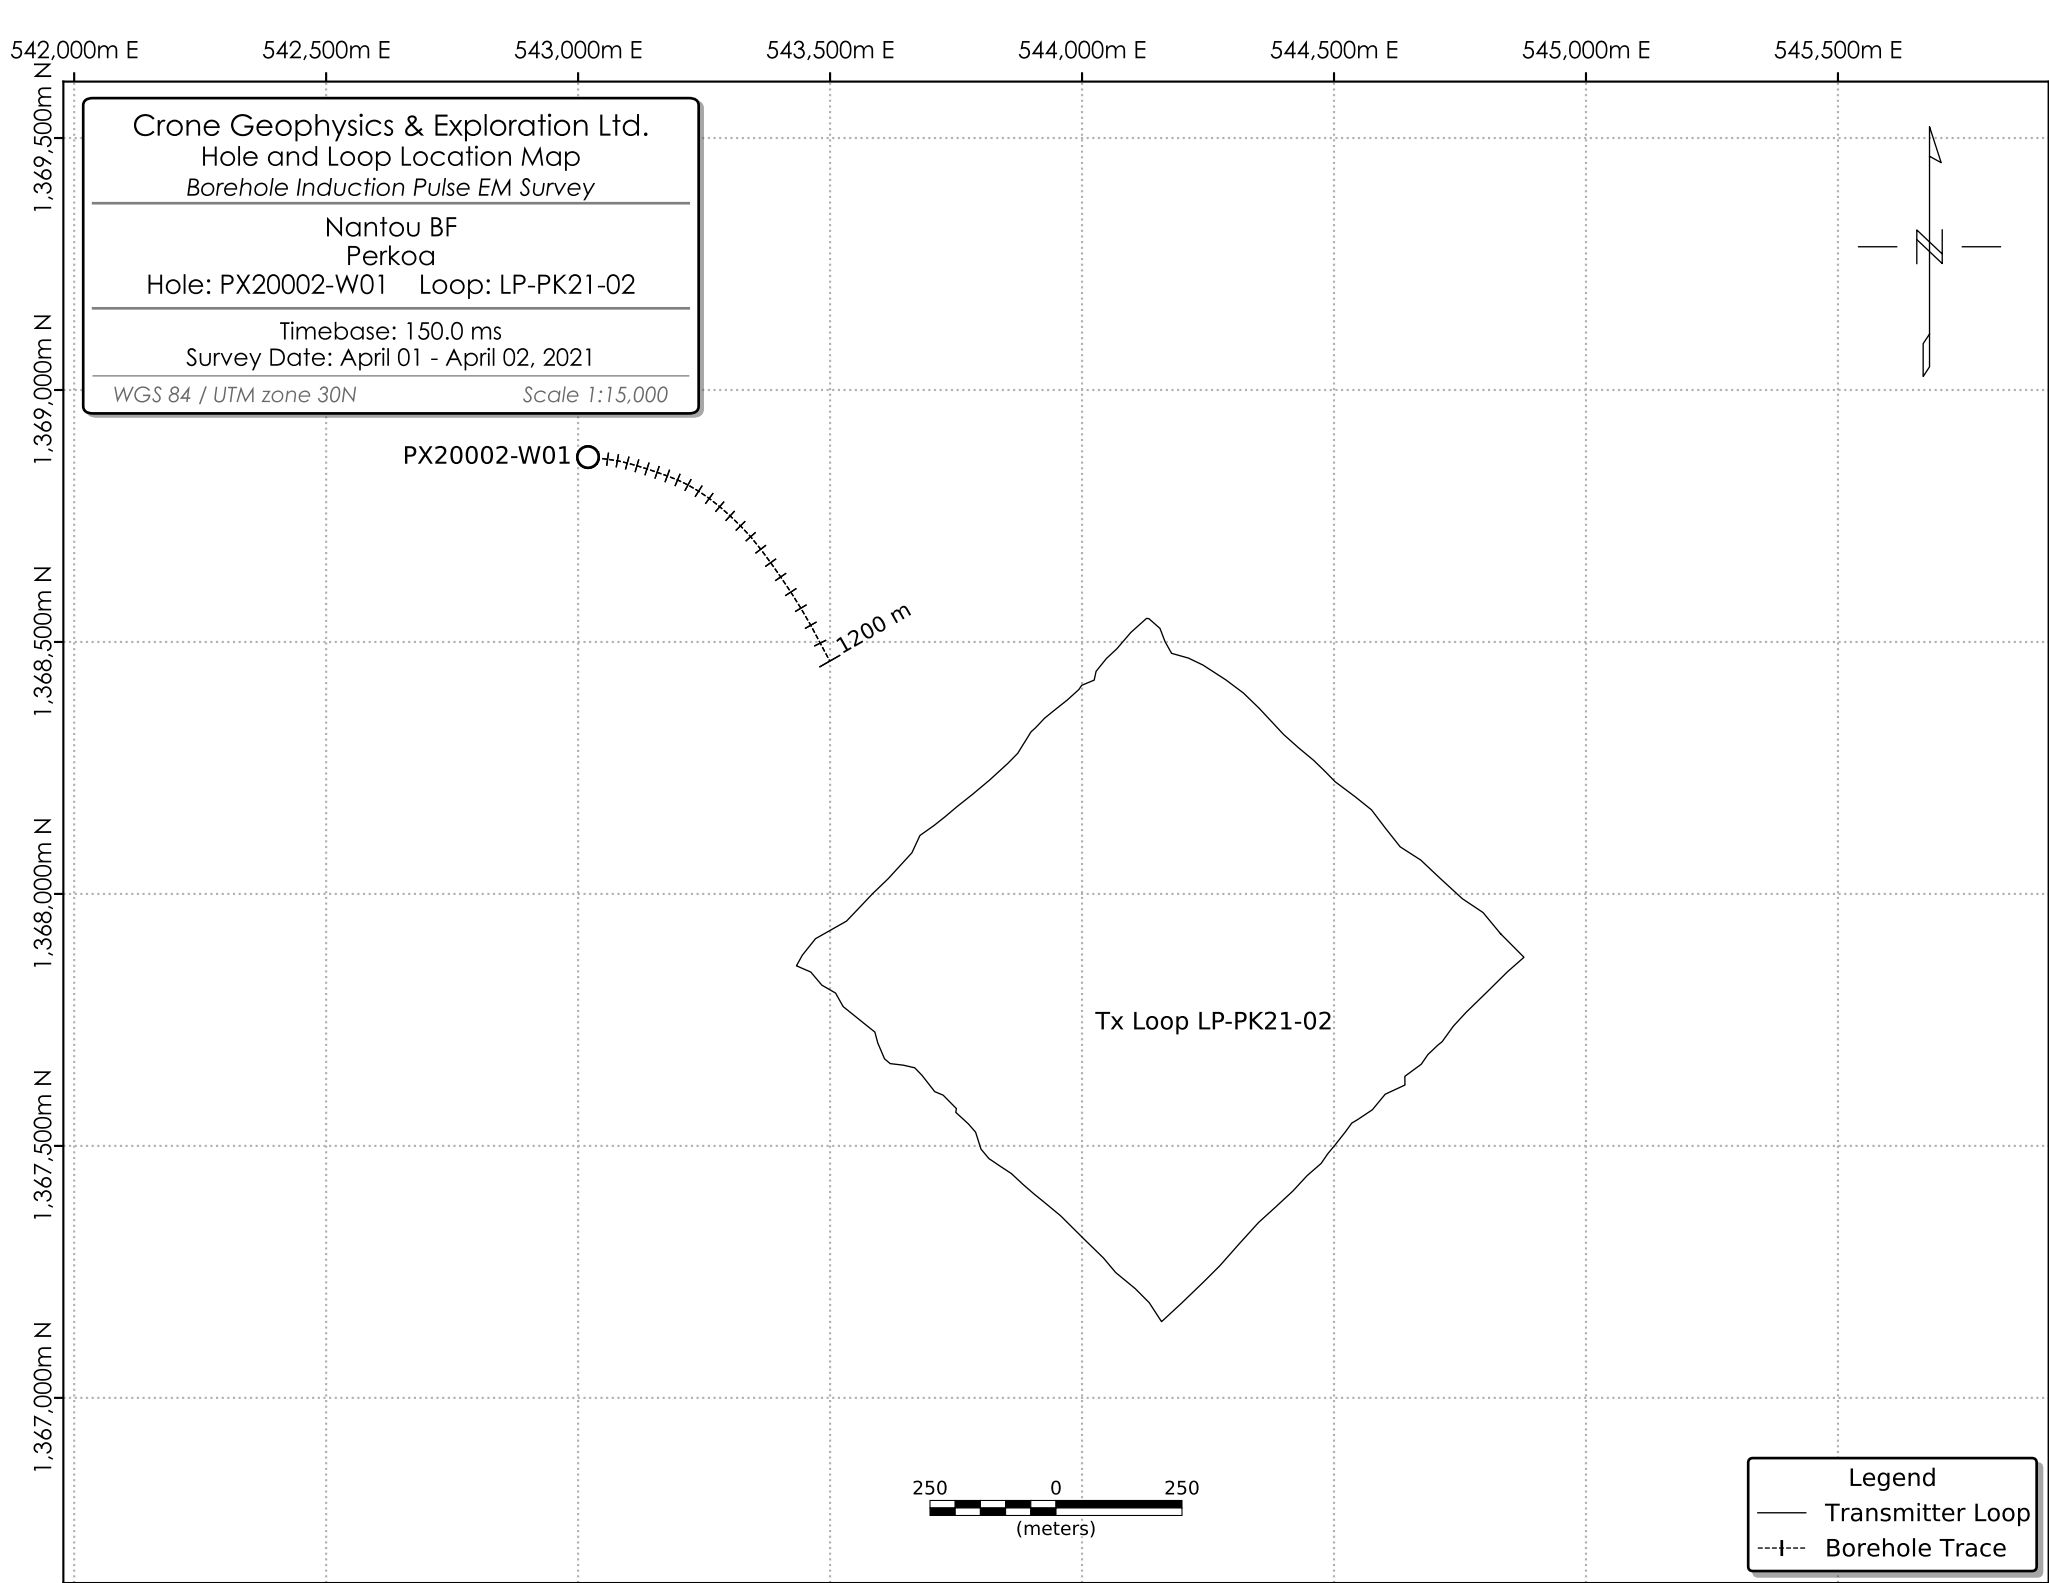 542,000m E 542,500m E 543,000m E 543,500m E 544,000m E 544,500m E 545,000m E 545,500m E
1,369,500m N
1,369,000m N
1,368,500m N
1,368,000m N
1,367,500m N
1,367,000m N
Crone Geophysics & Exploration Ltd.
Hole and Loop Location Map
Borehole Induction Pulse EM Survey
Nantou BF
Perkoa
Hole: PX20002-W01 Loop: LP-PK21-02
Timebase: 150.0 ms
Survey Date: April 01 - April 02, 2021
WGS 84 / UTM zone 30N Scale 1:15,000
N
PX20002-W01
1200 m
Tx Loop LP-PK21-02
250 0 250
(meters)
Legend
Transmitter Loop
Borehole Trace